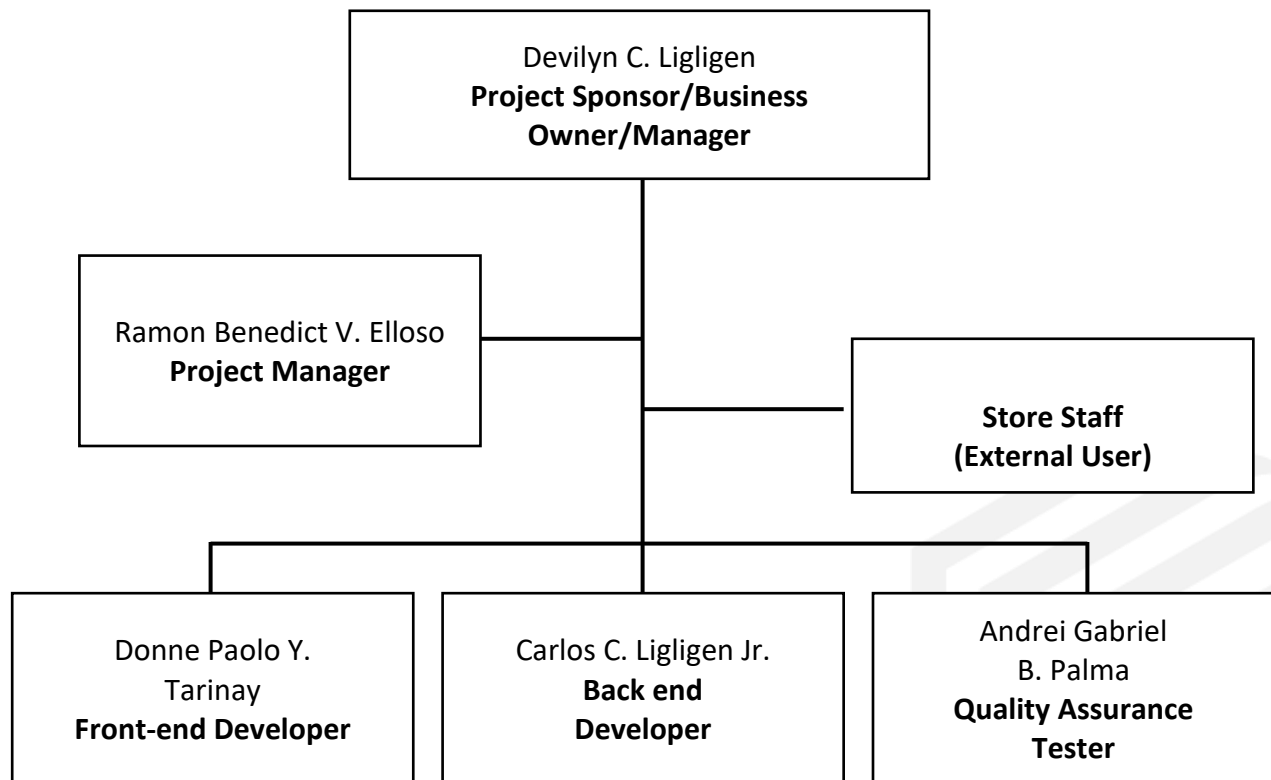 Devilyn C. Ligligen
Project Sponsor/Business
Owner/Manager
Ramon Benedict V. Elloso
Project Manager
Store Staff
(External User)
Donne Paolo Y.
Tarinay
Front-end Developer
Carlos C. Ligligen Jr.
Back end
Developer
Andrei Gabriel
B. Palma
Quality Assurance
Tester